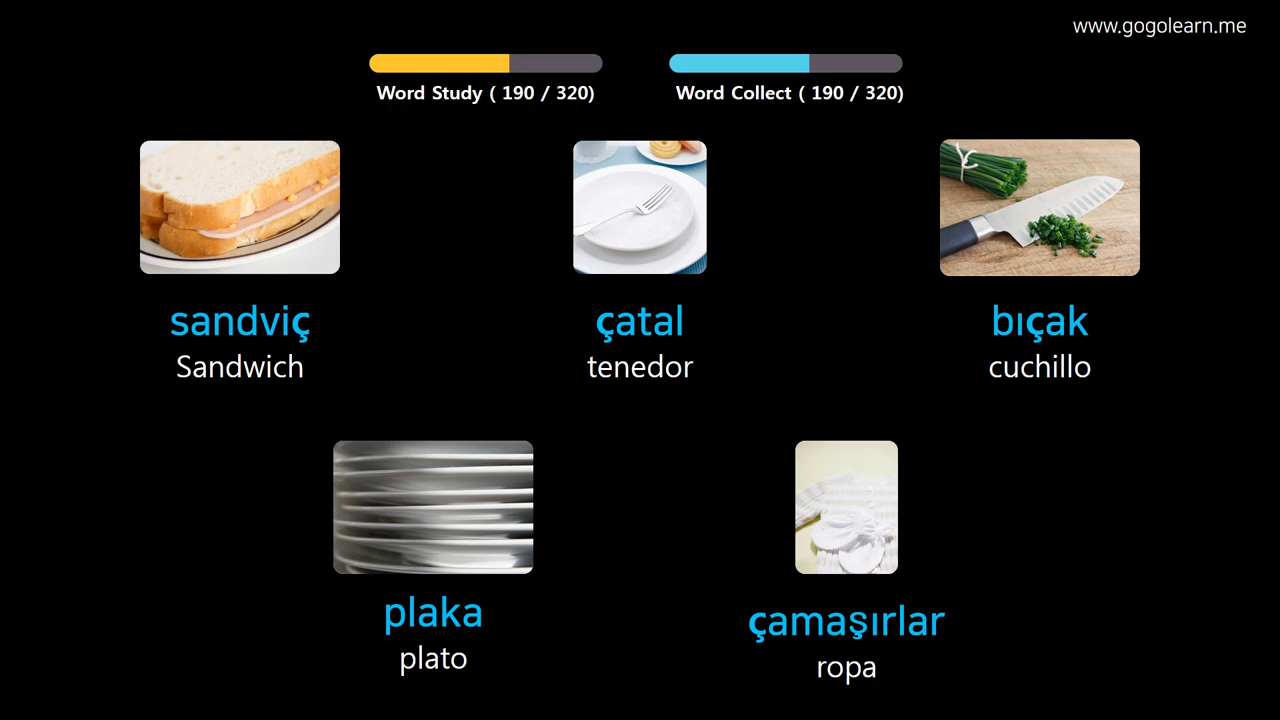 www.gogolearn.me
Word Study ( 190 / 320)
Word Collect ( 190 / 320)
sandviç
Sandwich
çatal
tenedor
bıçak
cuchillo
plaka
plato
çamaşırlar
ropa